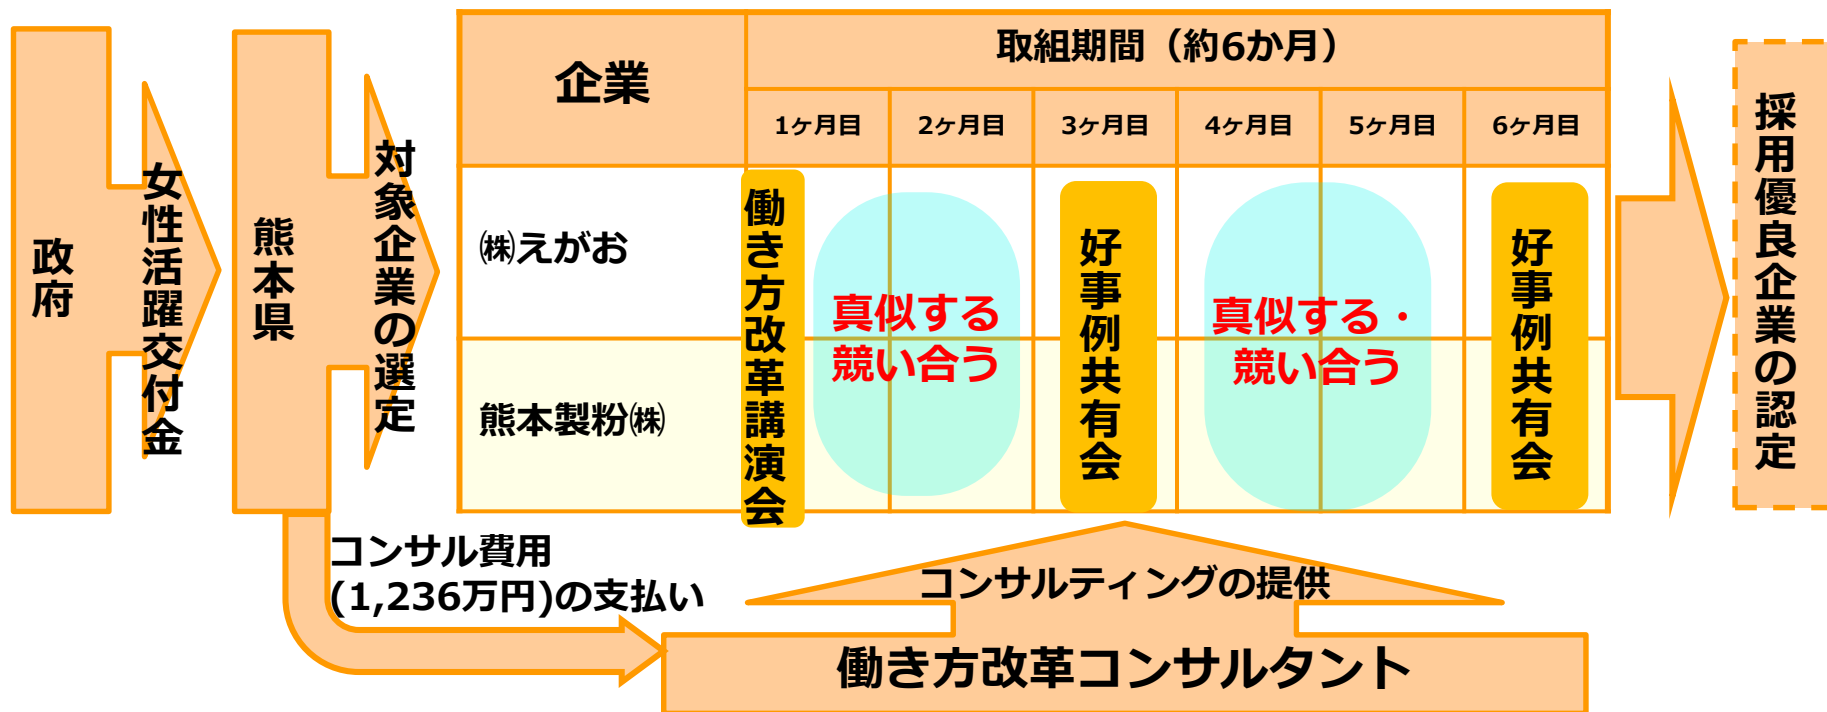 政府
女性活躍交付金
熊本県
対象企業の選定
企業
取組期間（約6か月）
1ヶ月目
2ヶ月目
3ヶ月目
4ヶ月目
5ヶ月目
6ヶ月目
㈱えがお
熊本製粉㈱
働き方改革講演会
真似する
競い合う
好事例共有会
真似する・
競い合う
好事例共有会
採用優良企業の認定
コンサル費用
(1,236万円)の支払い
コンサルティングの提供
働き方改革コンサルタント